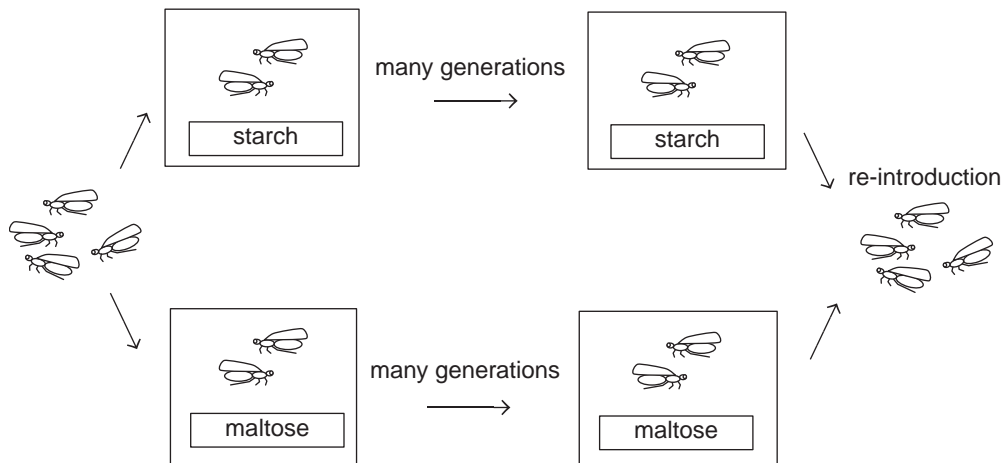 many generations
starch
starch
re-introduction
many generations
maltose
maltose